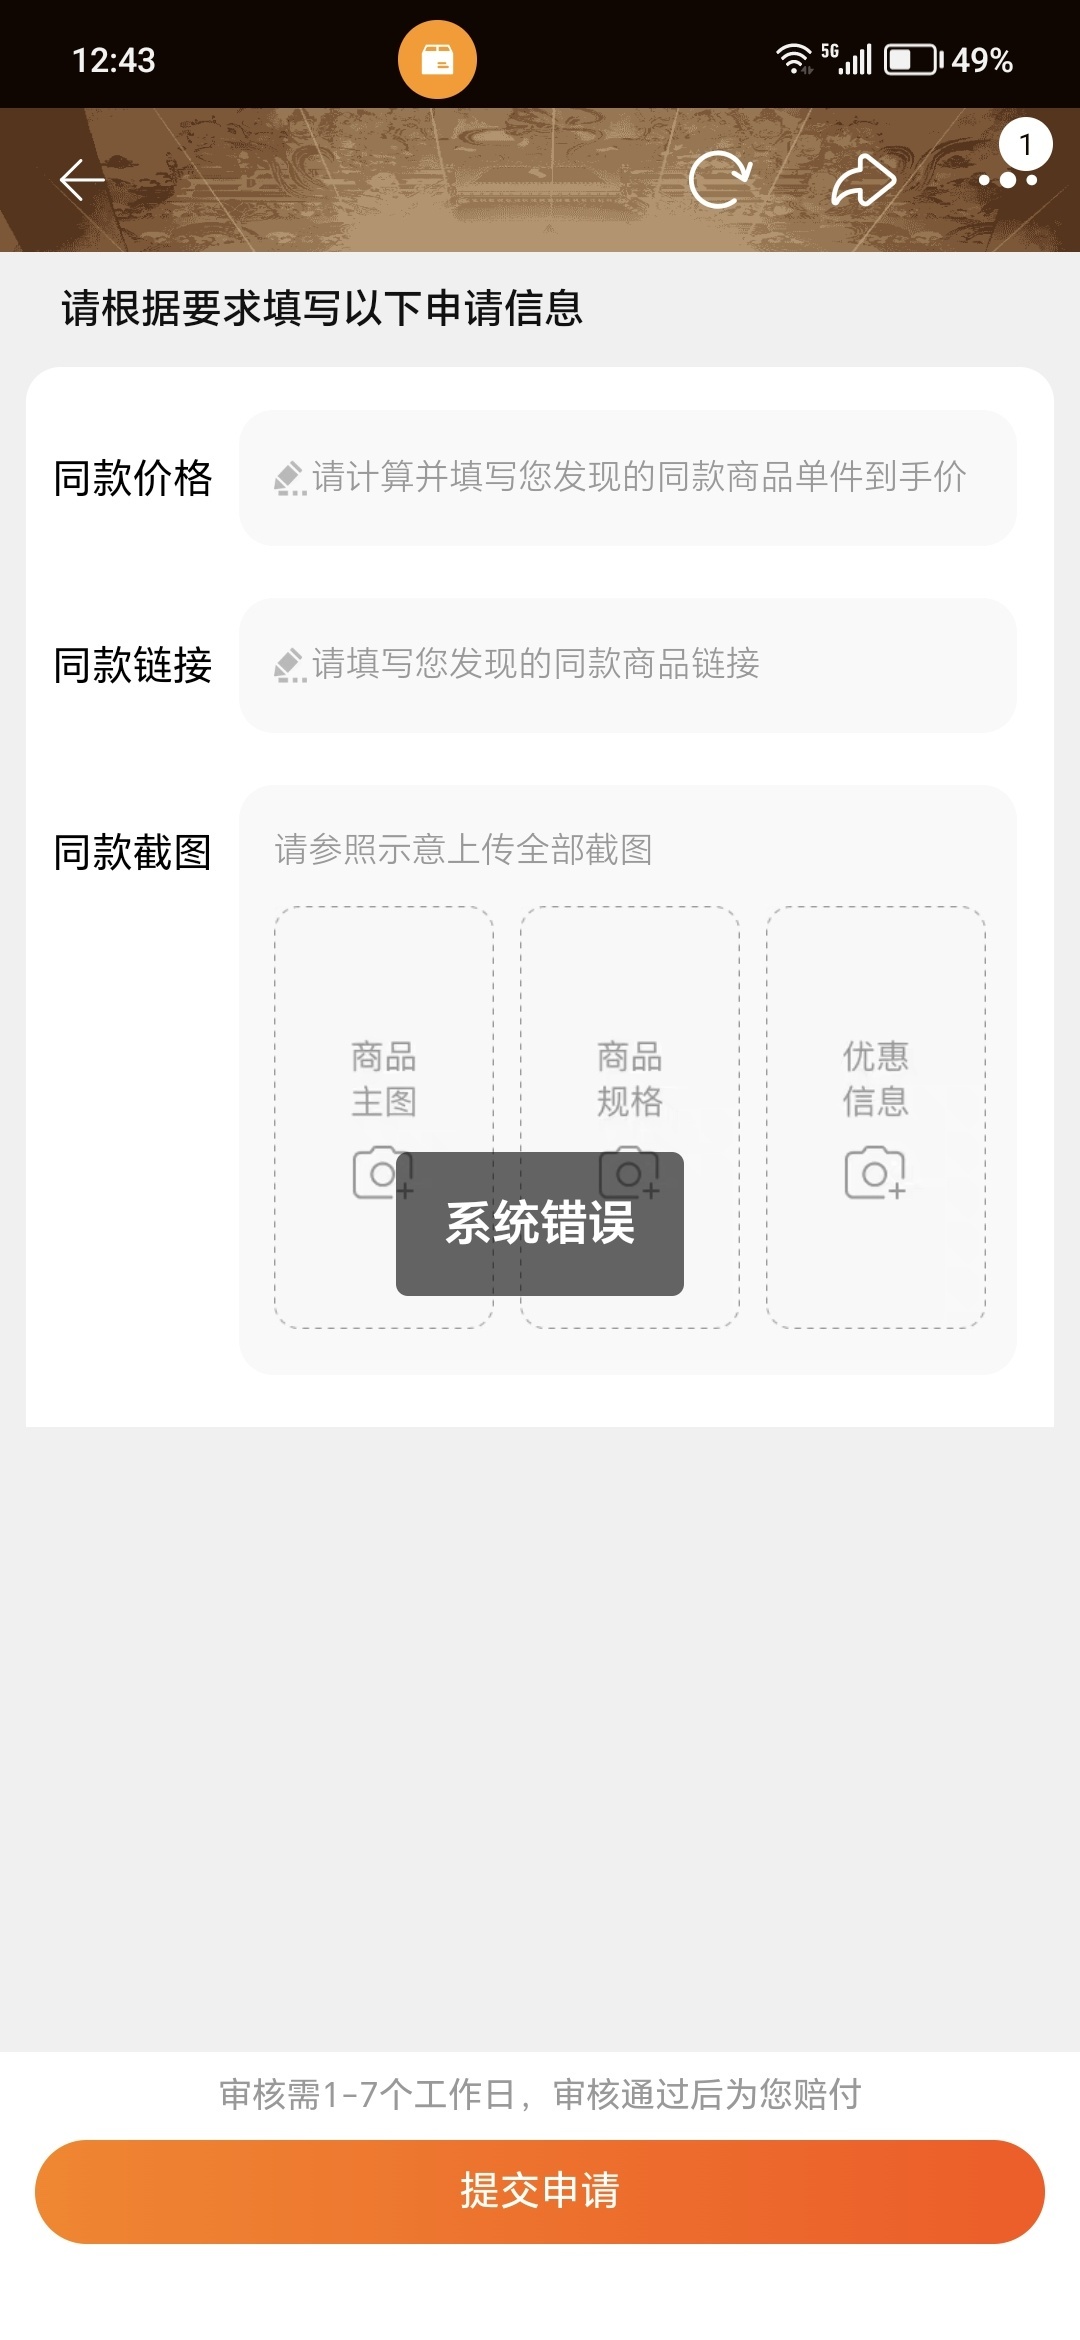 12:43
5G
49%
1
请根据要求填写以下申请信息
同款价格
请计算并填写您发现的同款商品单件到手价
同款链接
请填写您发现的同款商品链接
同款截图
请参照示意上传全部截图
商品
主图
商品
规格
优惠
信息
系统错误
审核需1-7个工作日，审核通过后为您赔付
提交申请